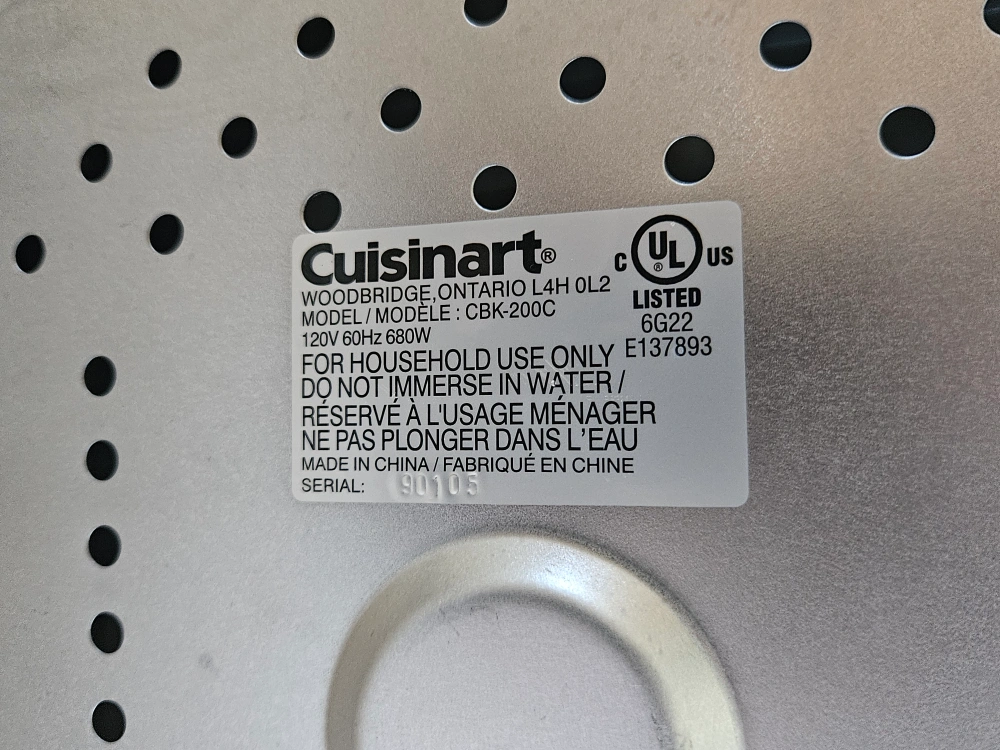 Cuisinart®
WOODBRIDGE, ONTARIO L4H 0L2
MODEL / MODÈLE : CBK-200C
120V 60Hz 680W
C UL ® US
LISTED
6G22
E137893
FOR HOUSEHOLD USE ONLY
DO NOT IMMERSE IN WATER /
RÉSERVÉ À L'USAGE MÉNAGER
NE PAS PLONGER DANS L'EAU
MADE IN CHINA / FABRIQUÉ EN CHINE
SERIAL: 90105